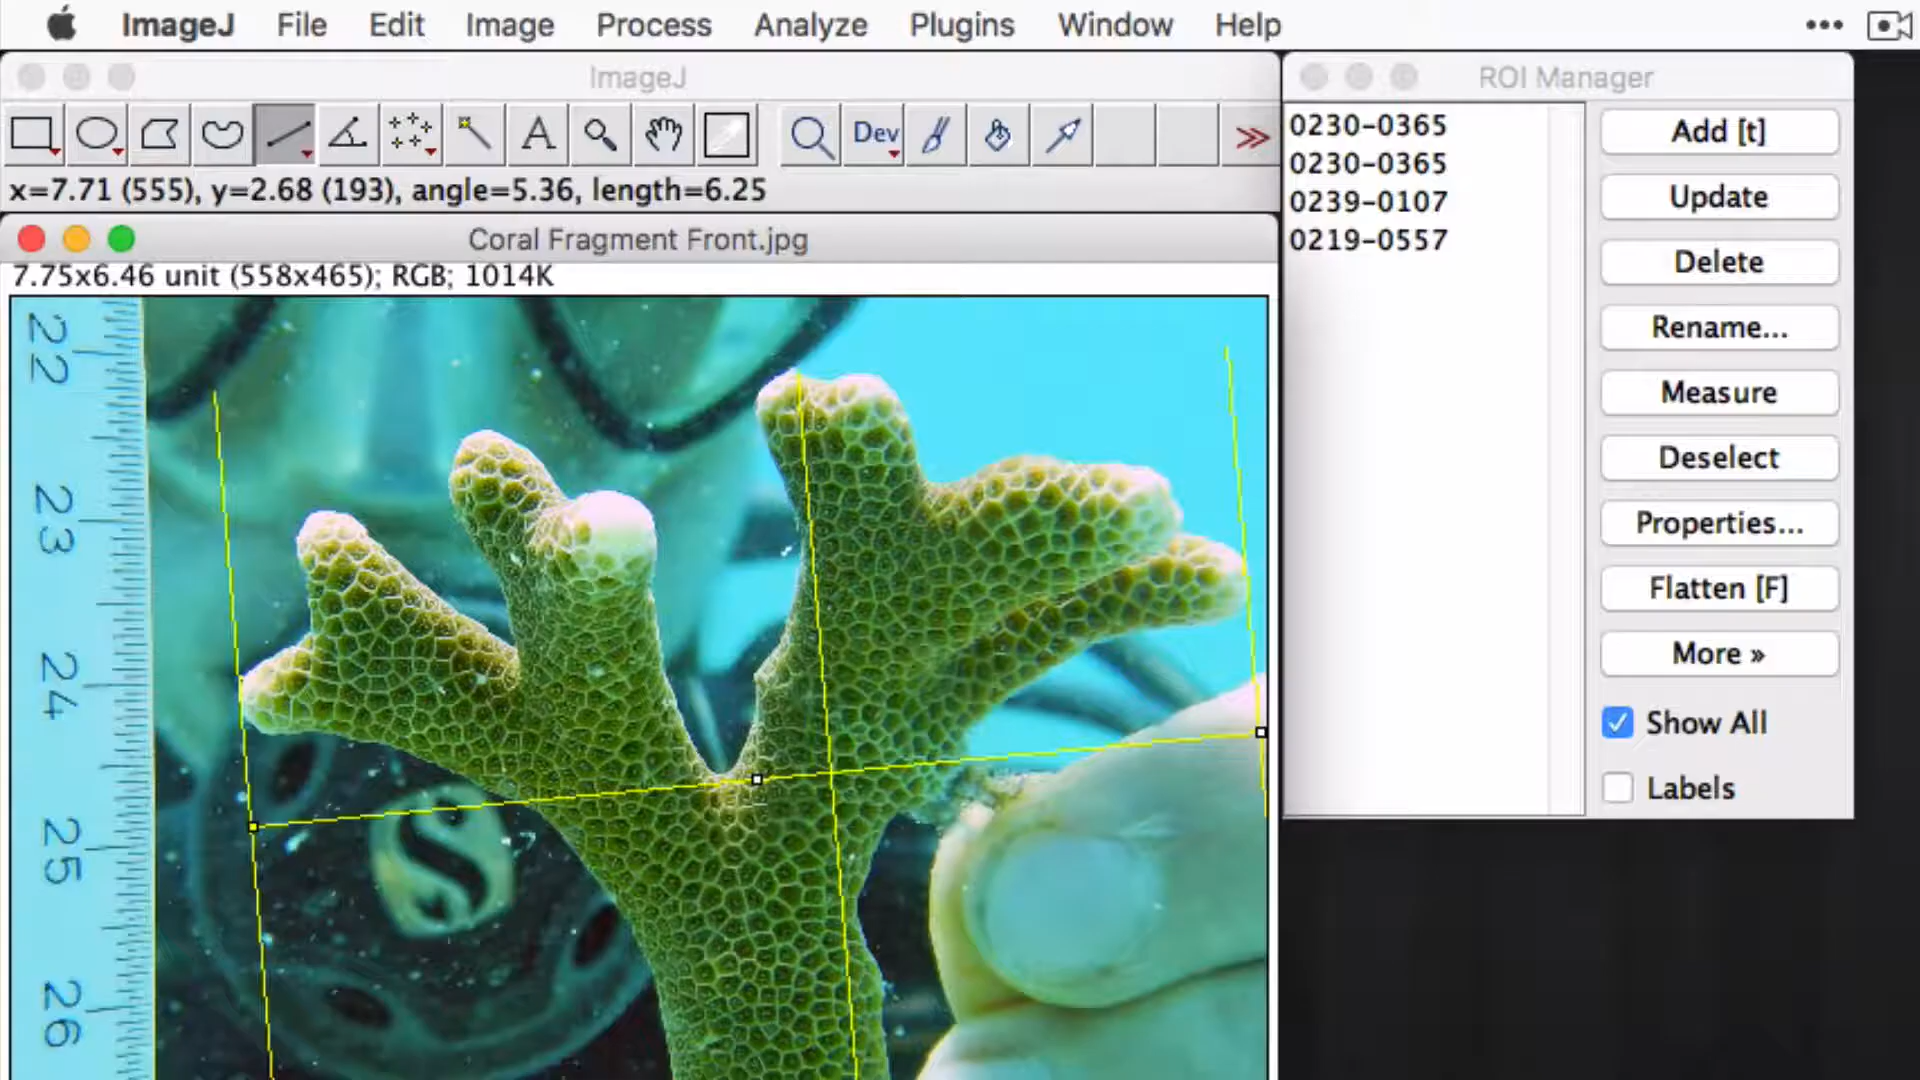 ImageJ File Edit Image Process Analyze Plugins Window Help
ImageJ
A Dev
x=7.71 (555), y=2.68 (193), angle=5.36, length=6.25
Coral Fragment Front.jpg
7.75x6.46 unit (558x465); RGB; 1014K
22
23
24
25
26
S
ROI Manager
0230-0365
0230-0365
0239-0107
0219-0557
Add [t]
Update
Delete
Rename...
Measure
Deselect
Properties...
Flatten [F]
More »
Show All
Labels